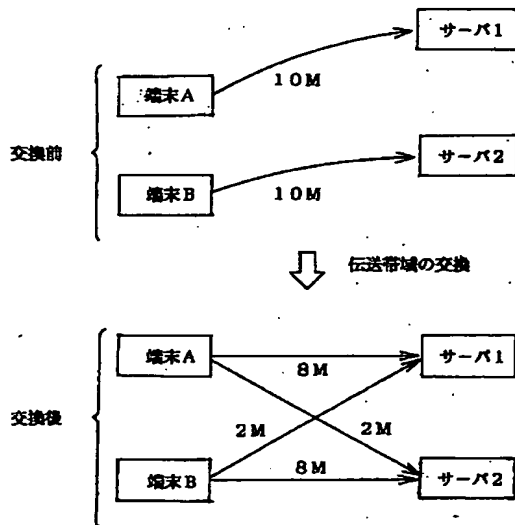 サーバ1
10M
端末A
交換前
サーバ2
端末B
10M
伝送帯域の交換
端末A
サーバ1
8M
交換後
2M
2M
端末B
8M
サーバ2